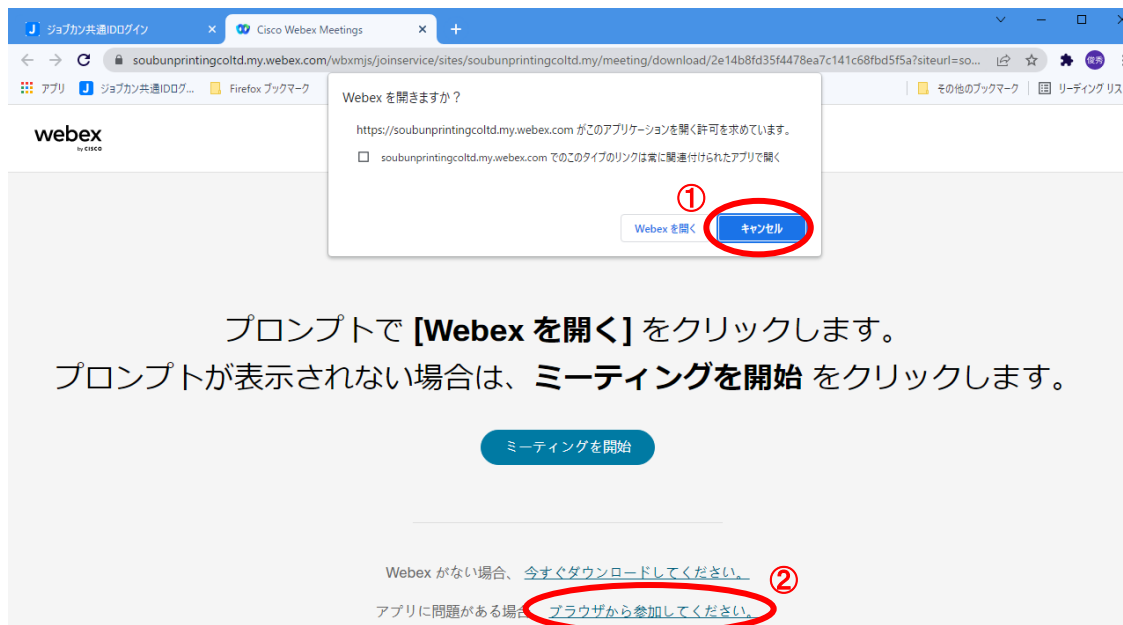 ジョブカン共通IDログイン
Cisco Webex Meetings
soubunprintingcoltd.my.webex.com/wbxmjs/joinservice/sites/soubunprintingcoltd.my/meeting/download/2e14b8fd35f4478ea7c141c68fbd5f5a?siteurl=so...
俊秀
アプリ
ジョブカン共通IDログ...
Firefox ブックマーク
その他のブックマーク
リーディング リス
webex
by CISCO
Webex を開きますか？
https://soubunprintingcoltd.my.webex.com がこのアプリケーションを開く許可を求めています。
soubunprintingcoltd.my.webex.com でのこのタイプのリンクは常に関連付けられたアプリで開く
①
Webex を開く
キャンセル
プロンプトで [Webex を開く] をクリックします。
プロンプトが表示されない場合は、ミーティングを開始 をクリックします。
ミーティングを開始
Webex がない場合、 今すぐダウンロードしてください。
②
アプリに問題がある場合 ブラウザから参加してください。